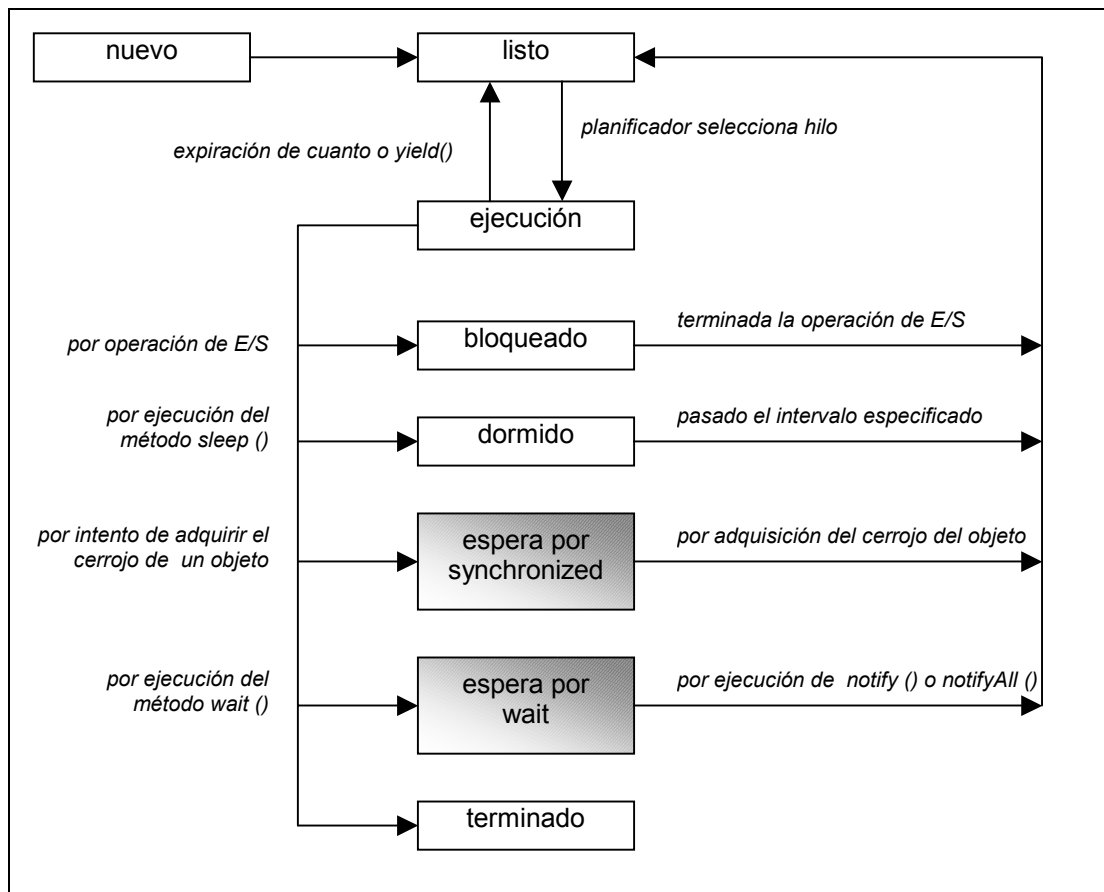 nuevo
listo
planificador selecciona hilo
expiración de cuanto o yield()
ejecución
por operación de E/S
bloqueado
terminada la operación de E/S
por ejecución del
método sleep ()
dormido
pasado el intervalo especificado
por intento de adquirir el
cerrojo de un objeto
espera por
synchronized
por adquisición del cerrojo del objeto
por ejecución del
método wait ()
espera por
wait
por ejecución de notify () o notifyAll ()
terminado